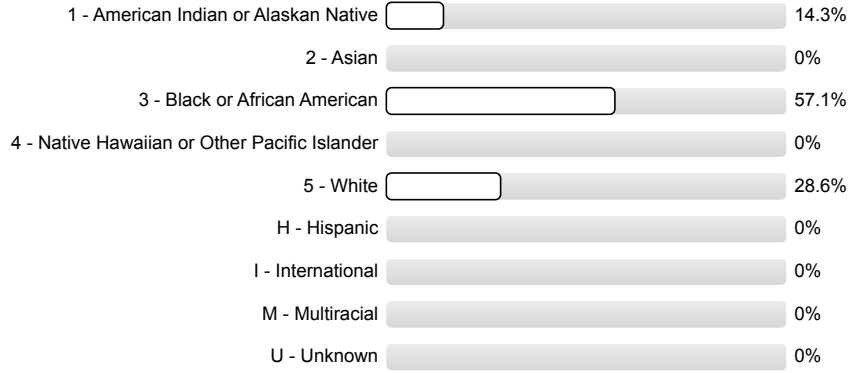 1 - American Indian or Alaskan Native 14.3%
2 - Asian 0%
3 - Black or African American 57.1%
4 - Native Hawaiian or Other Pacific Islander 0%
5 - White 28.6%
H - Hispanic 0%
I - International 0%
M - Multiracial 0%
U - Unknown 0%